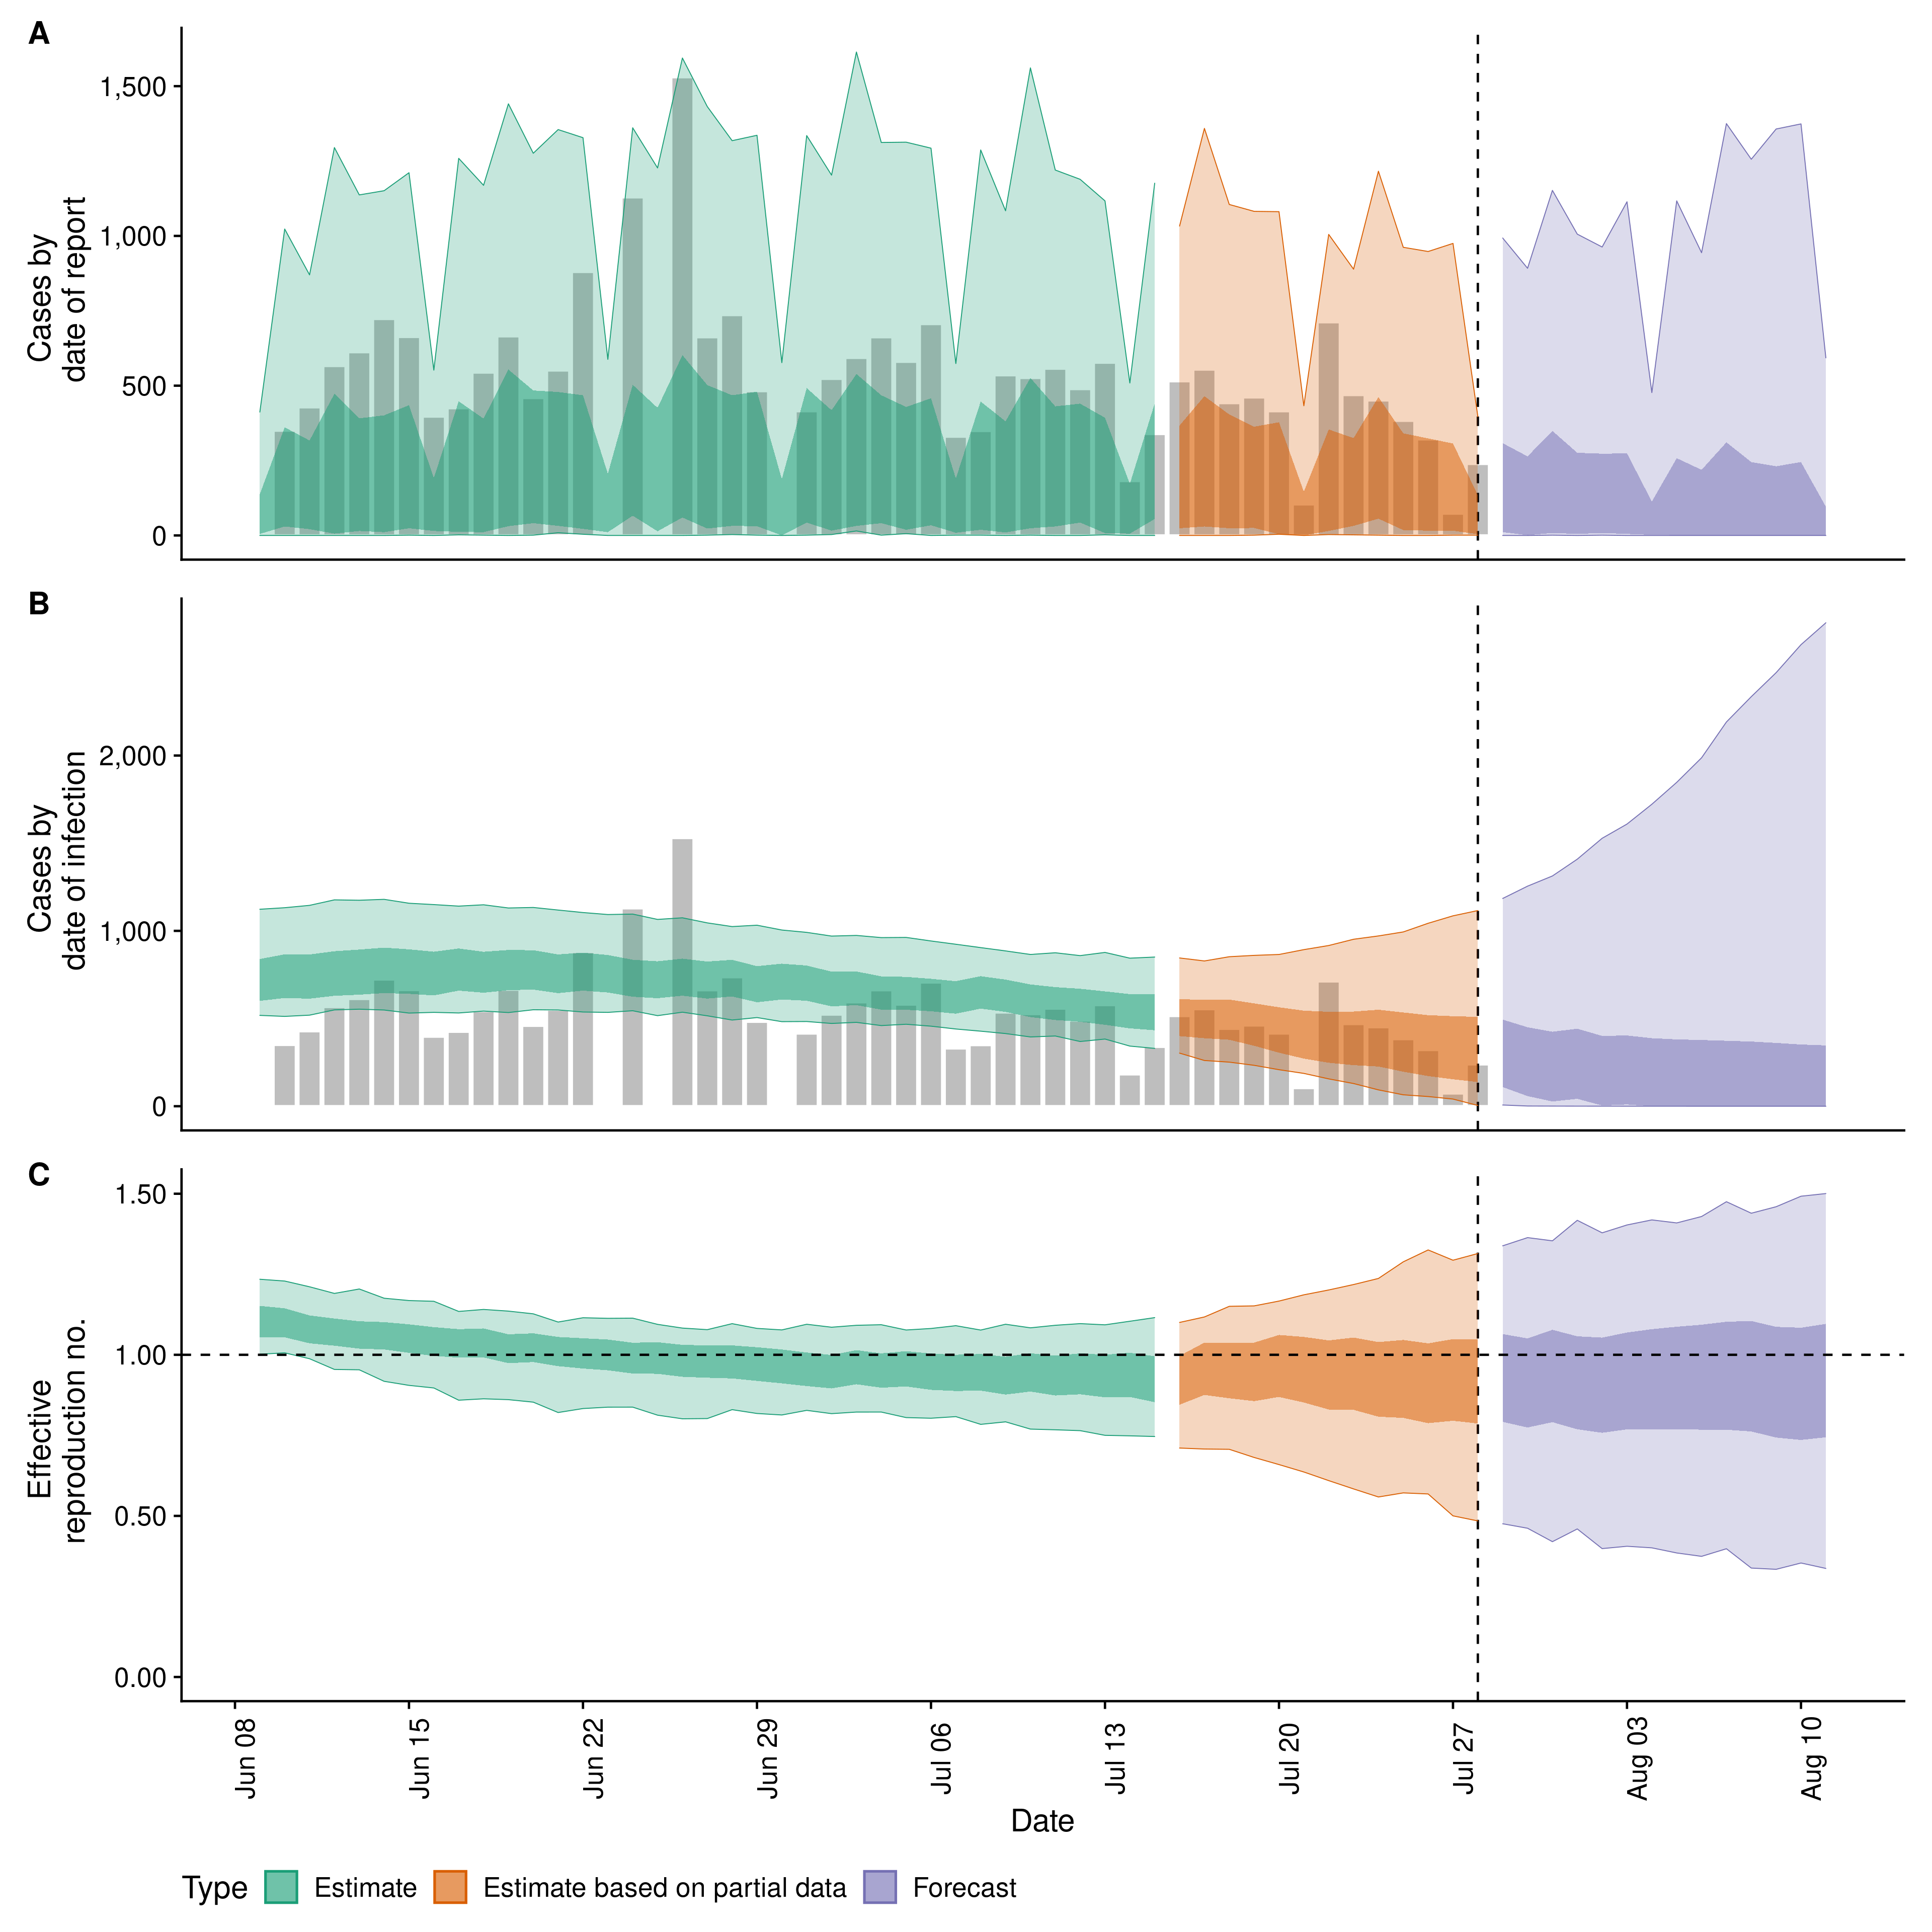 A
Cases by
date of report
1,500
1,000
500
0
B
Cases by
date of infection
2,000
1,000
0
C
Effective
reproduction no.
1.50
1.00
0.50
0.00
Jun 08
Jun 15
Jun 22
Jun 29
Jul 06
Jul 13
Jul 20
Jul 27
Aug 03
Aug 10
Date
Type Estimate Estimate based on partial data Forecast